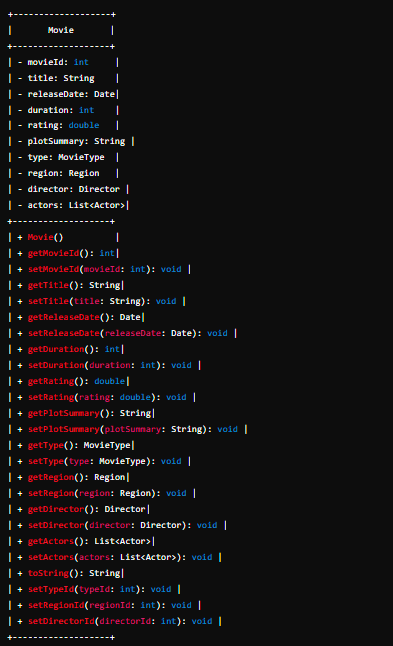 +-------------------+
|       Movie       |
+-------------------+
| - movieId: int     |
| - title: String    |
| - releaseDate: Date|
| - duration: int    |
| - rating: double   |
| - plotSummary: String |
| - type: MovieType  |
| - region: Region   |
| - director: Director |
| - actors: List<Actor>|
+-------------------+
| + Movie()          |
| + getMovieId(): int|
| + setMovieId(movieId: int): void |
| + getTitle(): String|
| + setTitle(title: String): void |
| + getReleaseDate(): Date|
| + setReleaseDate(releaseDate: Date): void |
| + getDuration(): int|
| + setDuration(duration: int): void |
| + getRating(): double|
| + setRating(rating: double): void |
| + getPlotSummary(): String|
| + setPlotSummary(plotSummary: String): void |
| + getType(): MovieType|
| + setType(type: MovieType): void |
| + getRegion(): Region|
| + setRegion(region: Region): void |
| + getDirector(): Director|
| + setDirector(director: Director): void |
| + getActors(): List<Actor>|
| + setActors(actors: List<Actor>): void |
| + toString(): String|
| + setTypeId(typeId: int): void |
| + setRegionId(regionId: int): void |
| + setDirectorId(directorId: int): void |
+-------------------+